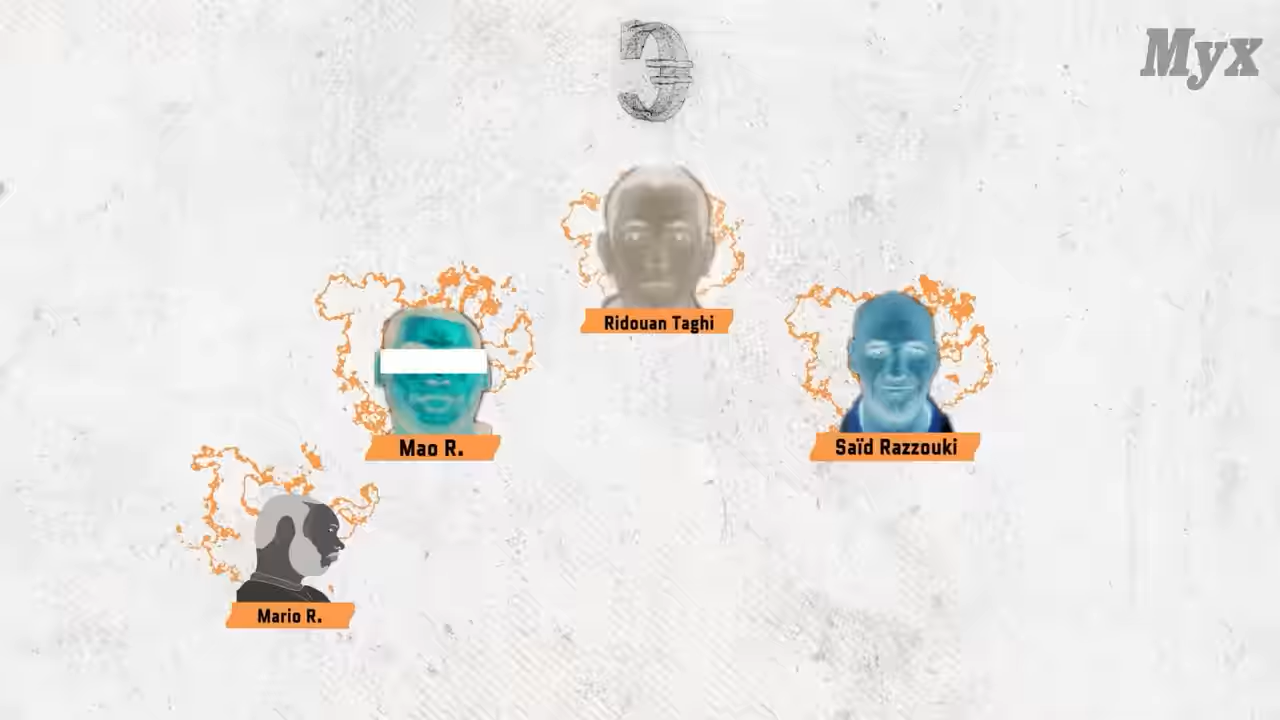 Myx
Ridouan Taghi
Mao R.
Saïd Razzouki
Mario R.